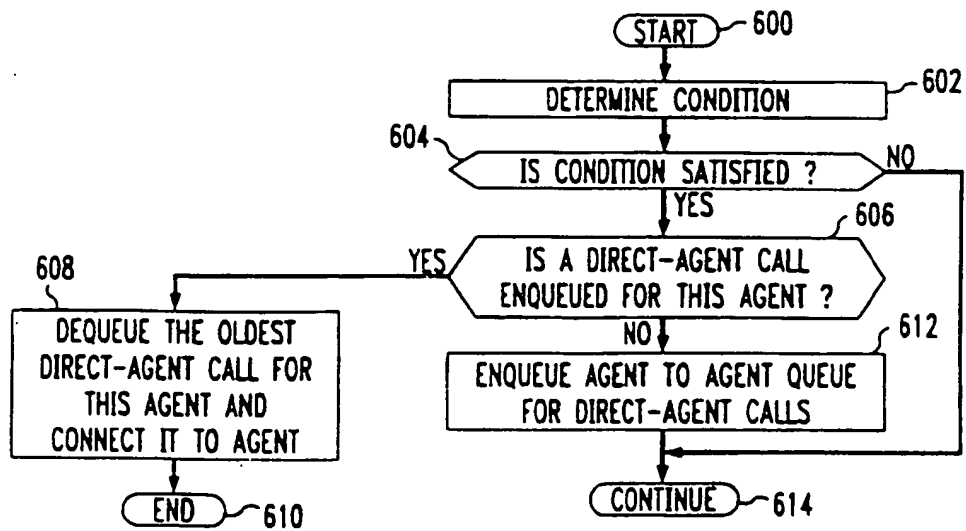 START
600
DETERMINE CONDITION
602
604
IS CONDITION SATISFIED ?
NO
YES
606
IS A DIRECT-AGENT CALL
ENQUEUED FOR THIS AGENT ?
YES
608
DEQUEUE THE OLDEST
DIRECT-AGENT CALL FOR
THIS AGENT AND
CONNECT IT TO AGENT
NO
612
ENQUEUE AGENT TO AGENT QUEUE
FOR DIRECT-AGENT CALLS
END
610
CONTINUE
614